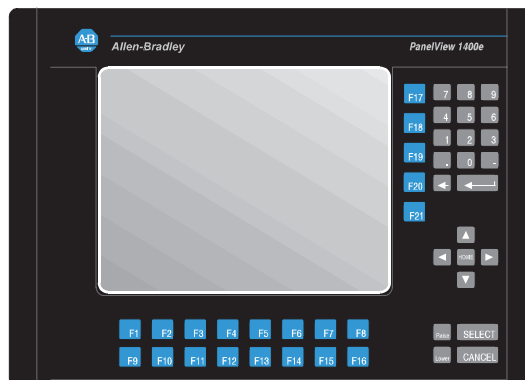 A·B
Allen-Bradley
PanelView 1400e
F17 7 8 9
F18 4 5 6
1 2 3
F19 . 0 -
F20
F21
HOME
F1 F2 F3 F4 F5 F6 F7 F8
Raise SELECT
F9 F10 F11 F12 F13 F14 F15 F16
Lower CANCEL